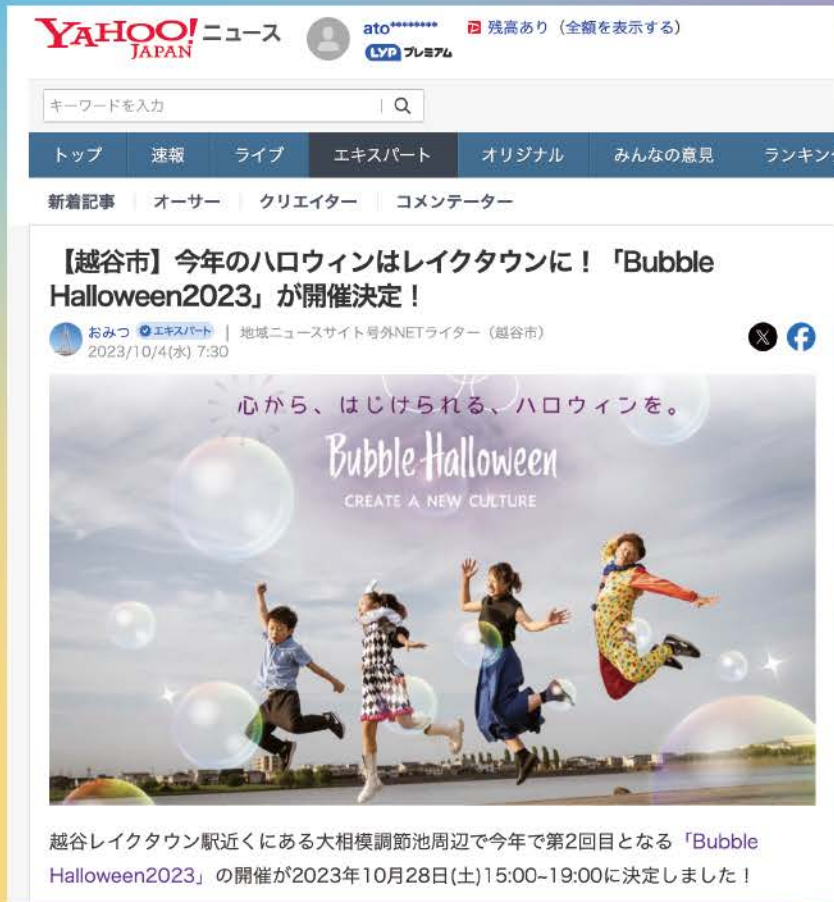 YAHOO! ニュース
JAPAN
ato********
残高あり（全額を表示する）
LYP プレミアム
キーワードを入力
トップ 速報 ライブ エキスパート オリジナル みんなの意見 ランキン
新着記事 オーサー クリエイター コメンテーター
【越谷市】今年のハロウィンはレイクタウンに！「Bubble
Halloween2023」が開催決定！
おみつ エキスパート | 地域ニュースサイト号外NETライター（越谷市）
2023/10/4(水) 7:30
心から、はじけられる、ハロウィンを。
Bubble Halloween
CREATE A NEW CULTURE
越谷レイクタウン駅近くにある大相模調節池周辺で今年で第2回目となる「Bubble
Halloween2023」の開催が2023年10月28日(土)15:00~19:00に決定しました！